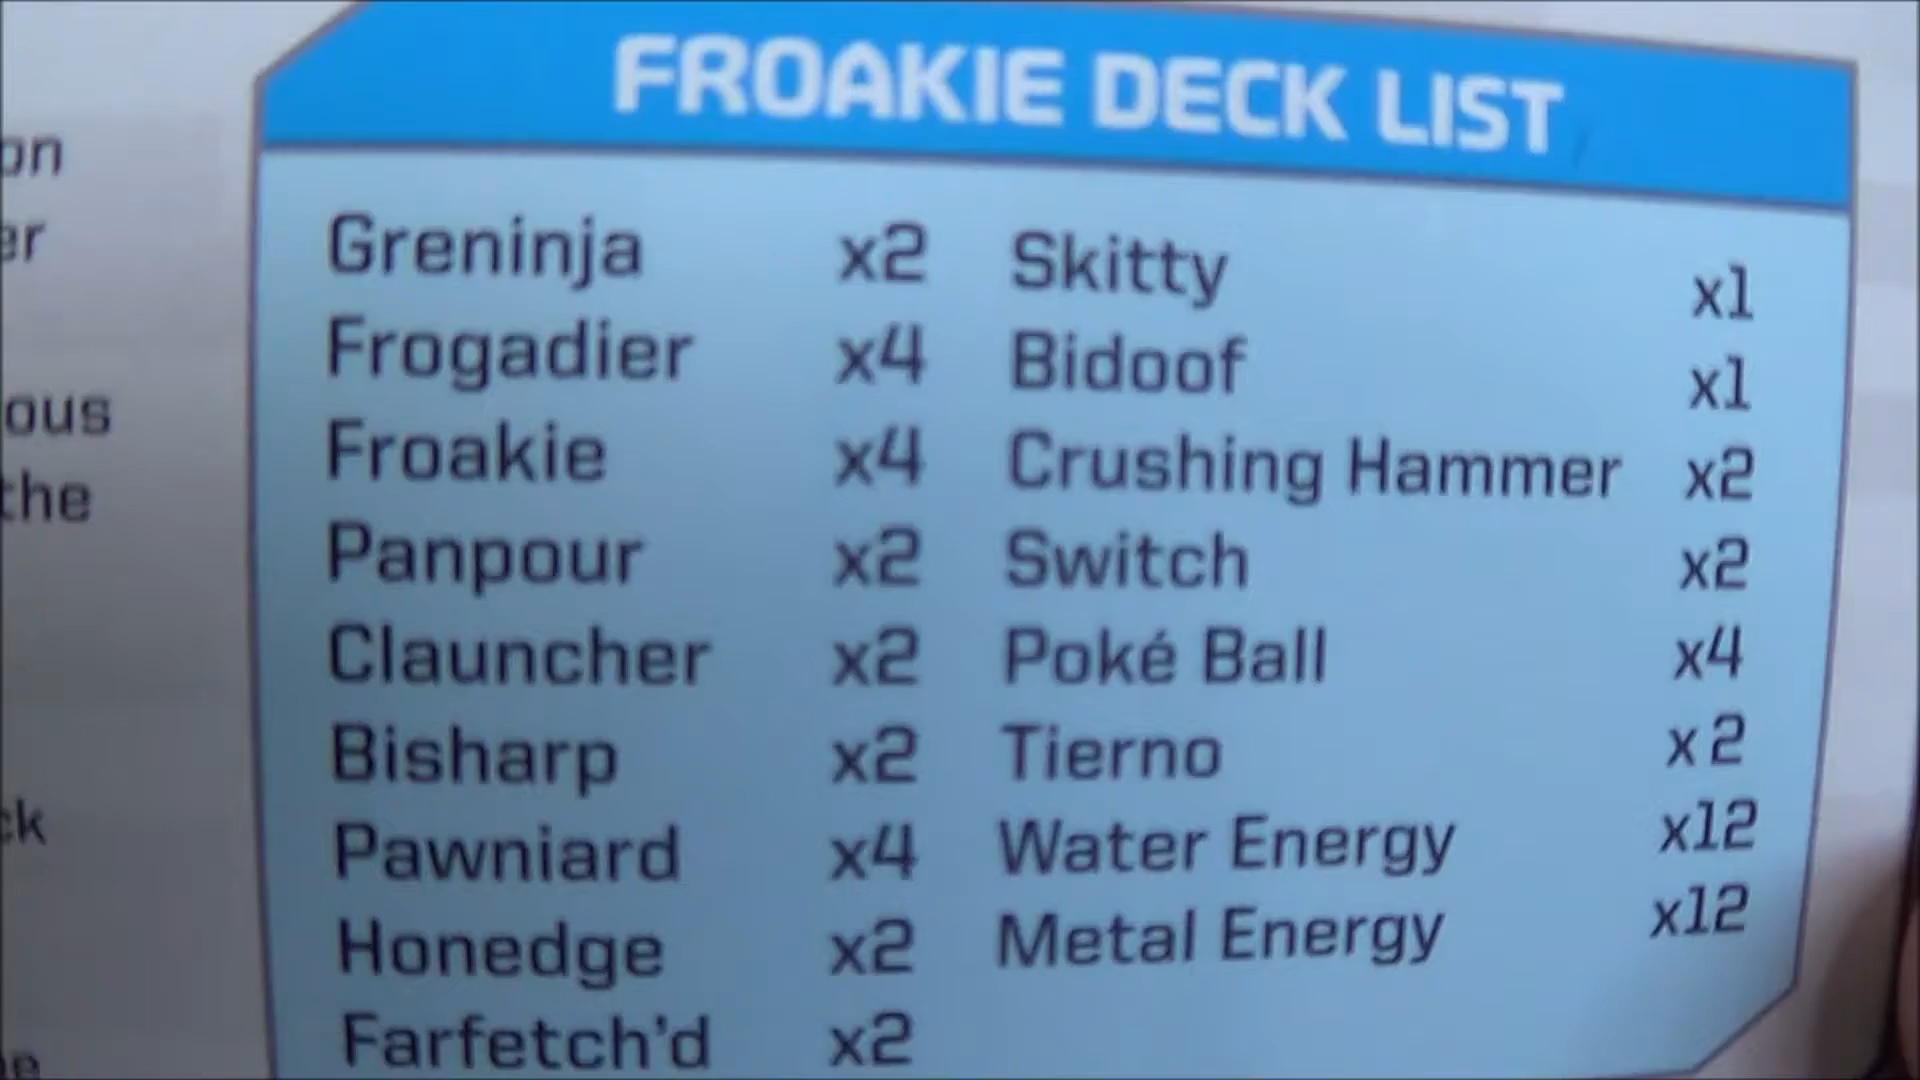 FROAKIE DECK LIST
Greninja x2
Frogadier x4
Froakie x4
Panpour x2
Clauncher x2
Bisharp x2
Pawniard x4
Honedge x2
Farfetch'd x2
Skitty x1
Bidoof x1
Crushing Hammer x2
Switch x2
Poké Ball x4
Tierno x2
Water Energy x12
Metal Energy x12
on
er
ous
the
ck